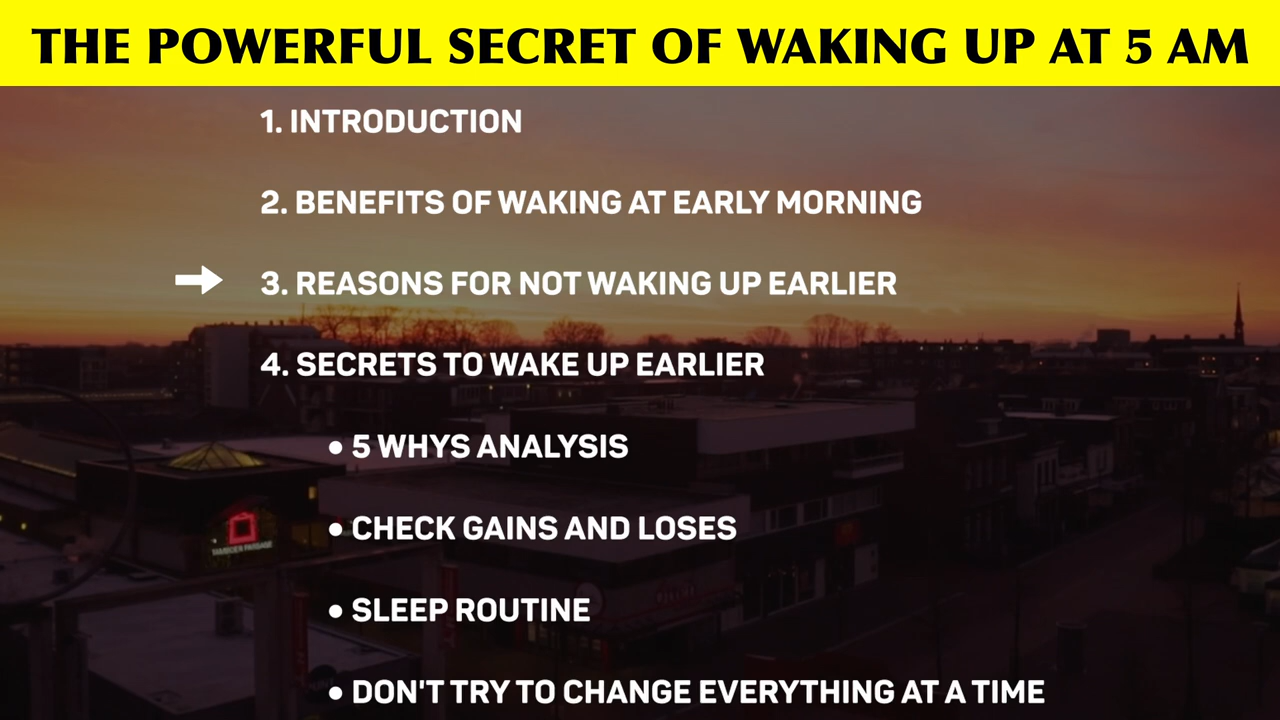 THE POWERFUL SECRET OF WAKING UP AT 5 AM
1. INTRODUCTION
2. BENEFITS OF WAKING AT EARLY MORNING
3. REASONS FOR NOT WAKING UP EARLIER
4. SECRETS TO WAKE UP EARLIER
• 5 WHYS ANALYSIS
• CHECK GAINS AND LOSES
• SLEEP ROUTINE
• DON'T TRY TO CHANGE EVERYTHING AT A TIME